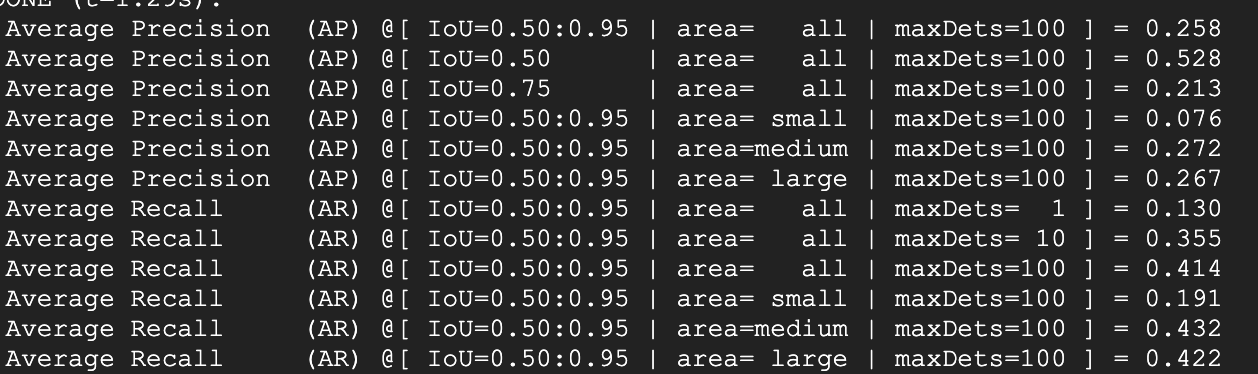 DONE (t=1.29s).
Average Precision  (AP) @[ IoU=0.50:0.95 | area=   all | maxDets=100 ] = 0.258
Average Precision  (AP) @[ IoU=0.50      | area=   all | maxDets=100 ] = 0.528
Average Precision  (AP) @[ IoU=0.75      | area=   all | maxDets=100 ] = 0.213
Average Precision  (AP) @[ IoU=0.50:0.95 | area= small | maxDets=100 ] = 0.076
Average Precision  (AP) @[ IoU=0.50:0.95 | area=medium | maxDets=100 ] = 0.272
Average Precision  (AP) @[ IoU=0.50:0.95 | area= large | maxDets=100 ] = 0.267
Average Recall     (AR) @[ IoU=0.50:0.95 | area=   all | maxDets=  1 ] = 0.130
Average Recall     (AR) @[ IoU=0.50:0.95 | area=   all | maxDets= 10 ] = 0.355
Average Recall     (AR) @[ IoU=0.50:0.95 | area=   all | maxDets=100 ] = 0.414
Average Recall     (AR) @[ IoU=0.50:0.95 | area= small | maxDets=100 ] = 0.191
Average Recall     (AR) @[ IoU=0.50:0.95 | area=medium | maxDets=100 ] = 0.432
Average Recall     (AR) @[ IoU=0.50:0.95 | area= large | maxDets=100 ] = 0.422